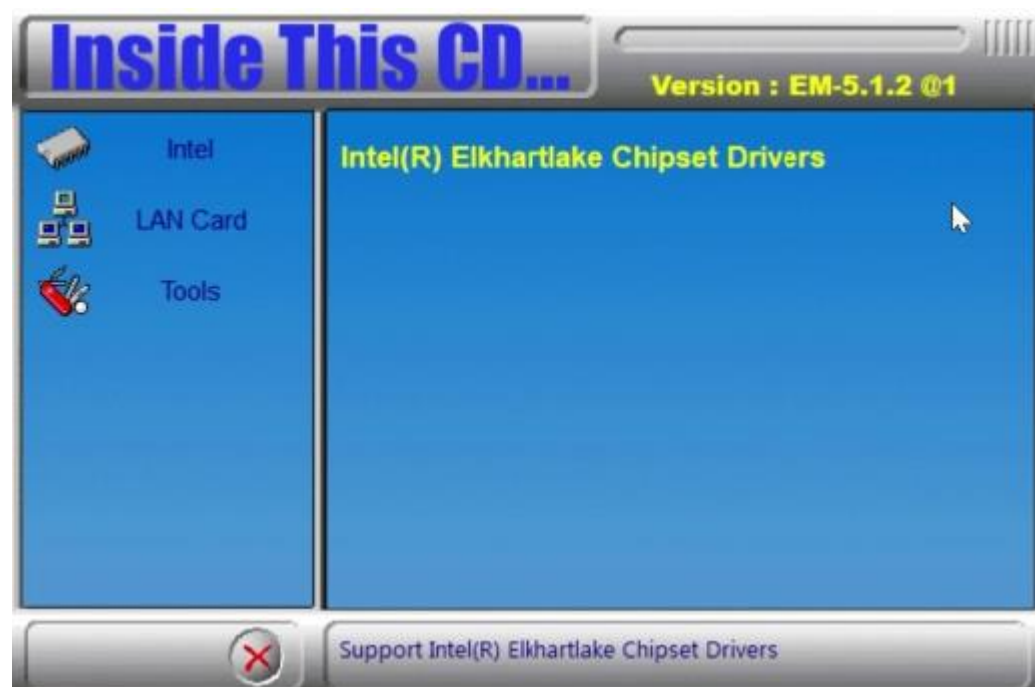 Inside This CD...
Version : EM-5.1.2 @1
Intel
LAN Card
Tools
Intel(R) Elkhartlake Chipset Drivers
Support Intel(R) Elkhartlake Chipset Drivers